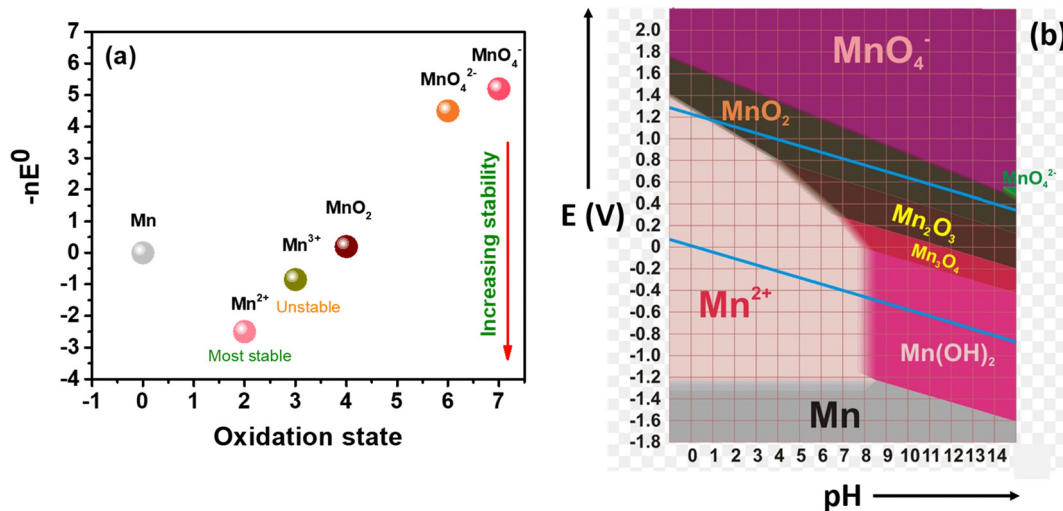 (a)
-nE⁰
-7
6
5
4
3
2
1
0
-1
-2
-3
-4
-1 0 1 2 3 4 5 6 7
Oxidation state
Mn
Mn²⁺
Most stable
Mn³⁺
Unstable
MnO₂
MnO₄²⁻
MnO₄⁻
Increasing stability
(b)
E (V)
2.0
1.8
1.6
1.4
1.2
1.0
0.8
0.6
0.4
0.2
0
-0.2
-0.4
-0.6
-0.8
-1.0
-1.2
-1.4
-1.6
-1.8
0 1 2 3 4 5 6 7 8 9 10 11 12 13 14
pH
MnO₄⁻
MnO₂
MnO₄²⁻
Mn₂O₃
Mn₃O₄
Mn²⁺
Mn(OH)₂
Mn